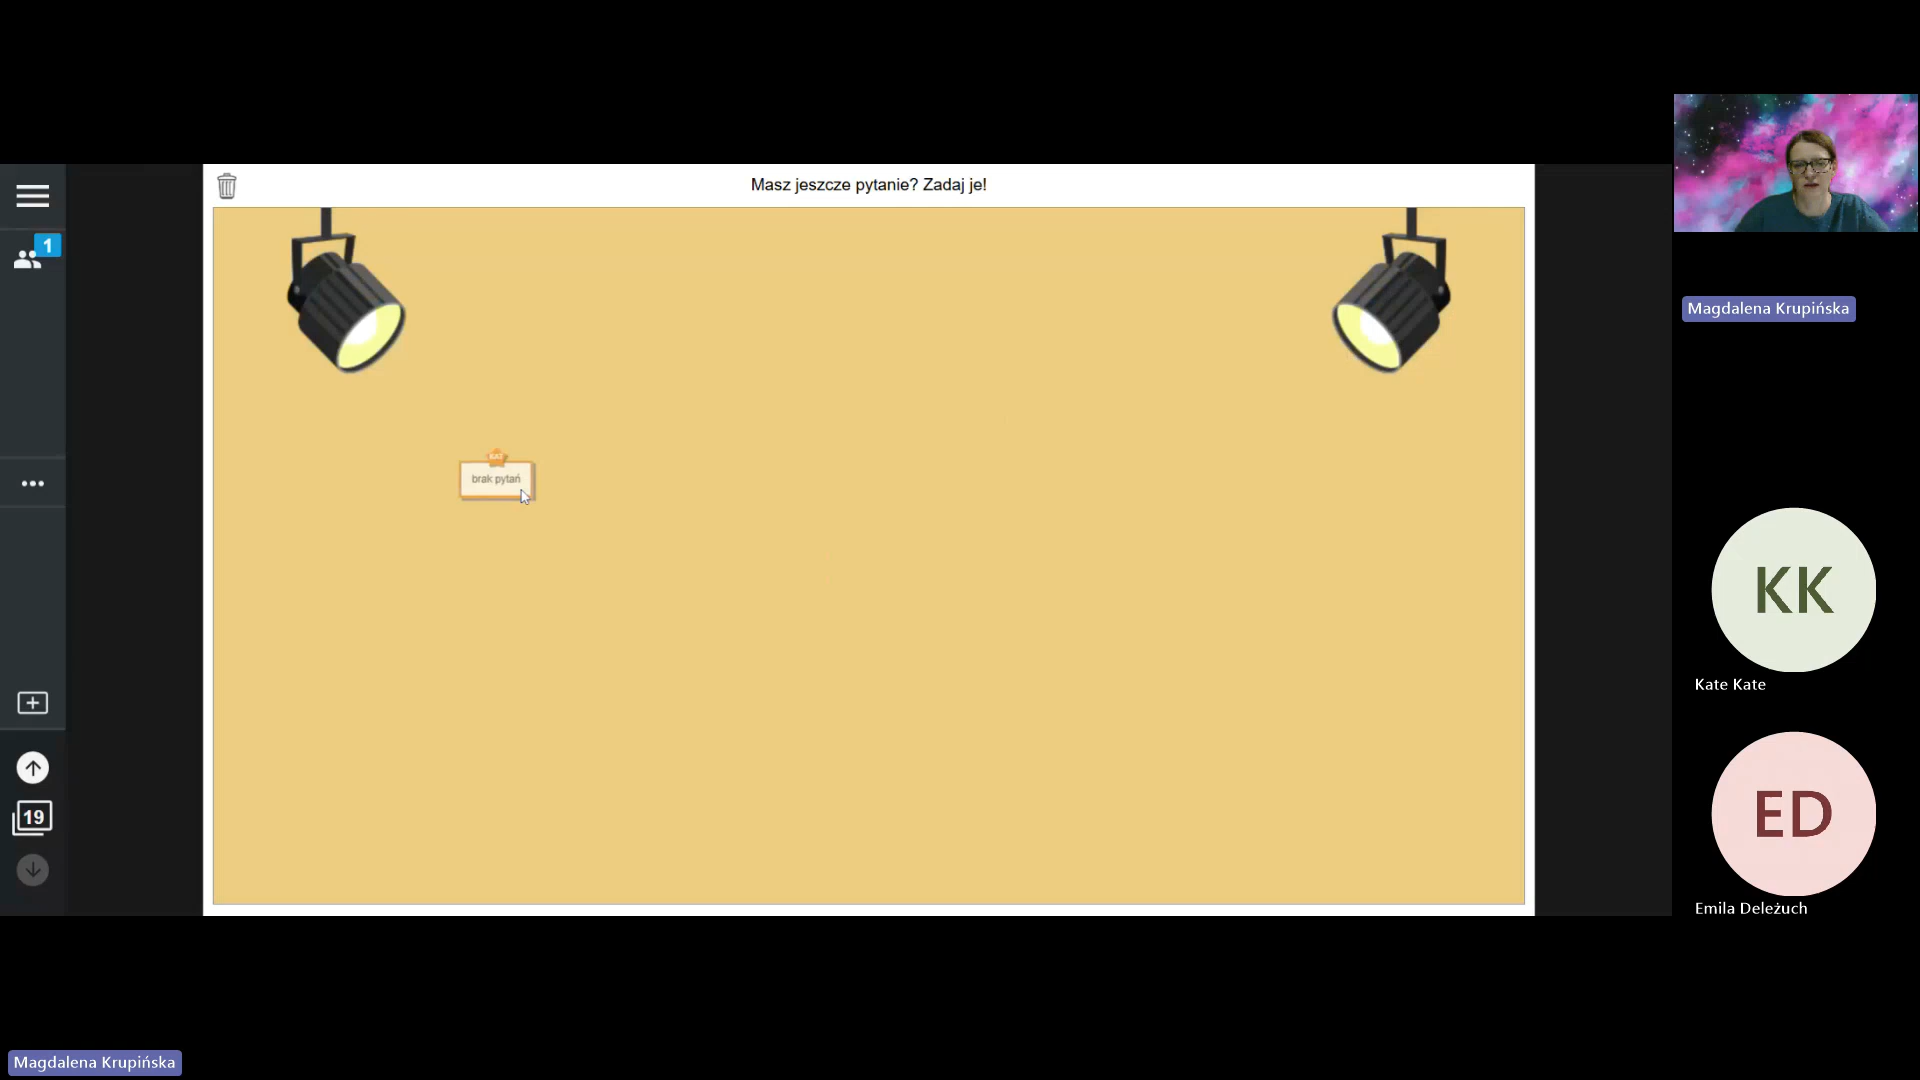 Masz jeszcze pytanie? Zadaj je!
1
brak pytań
19
Magdalena Krupińska
KK
Kate Kate
ED
Emila Deleżuch
Magdalena Krupińska